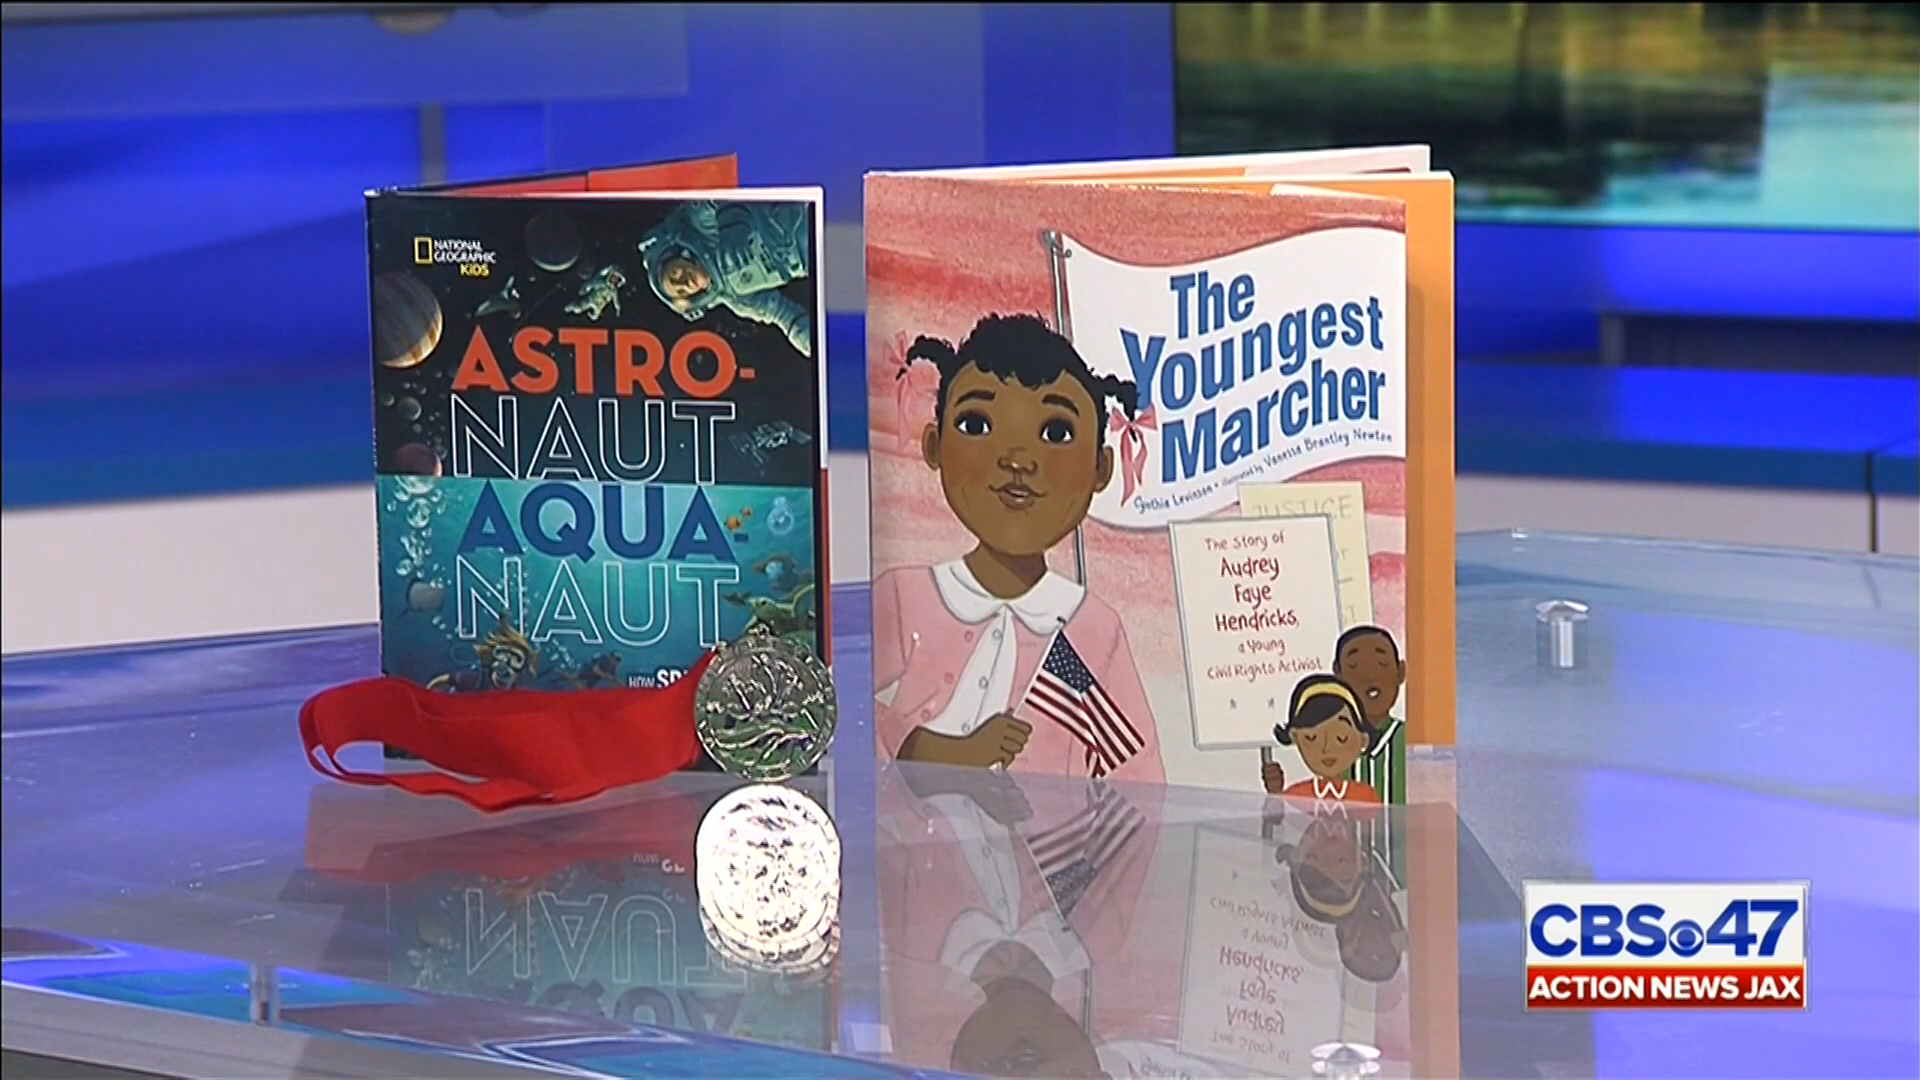 NATIONAL
GEOGRAPHIC
KiDS
ASTRO-
NAUT
AQUA-
NAUT
HOW
The
Youngest
Marcher
Cynthia Levinson • illustrated by Vanessa Brantley Newton
JUSTICE
The Story of
Audrey
Faye
Hendricks,
a Young
Civil Rights Activist
CBS 47
ACTION NEWS JAX